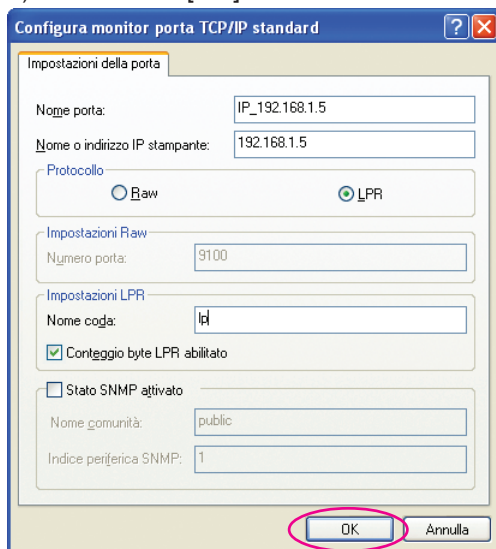 Configura monitor porta TCP/IP standard
Impostazioni della porta
Nome porta: IP_192.168.1.5
Nome o indirizzo IP stampante: 192.168.1.5
Protocollo
Raw LPR
Impostazioni Raw
Numero porta: 9100
Impostazioni LPR
Nome coda: lp
Conteggio byte LPR abilitato
Stato SNMP attivato
Nome comunità: public
Indice periferica SNMP: 1
OK Annulla